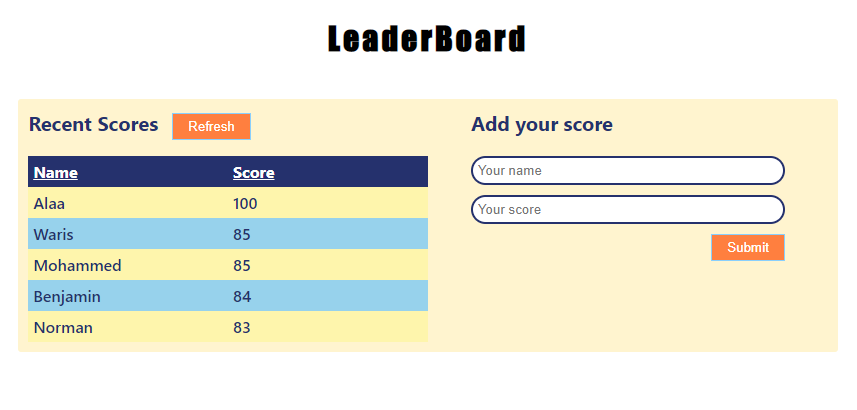 LeaderBoard
Recent Scores Refresh
Name Score
Alaa 100
Waris 85
Mohammed 85
Benjamin 84
Norman 83
Add your score
Your name
Your score
Submit